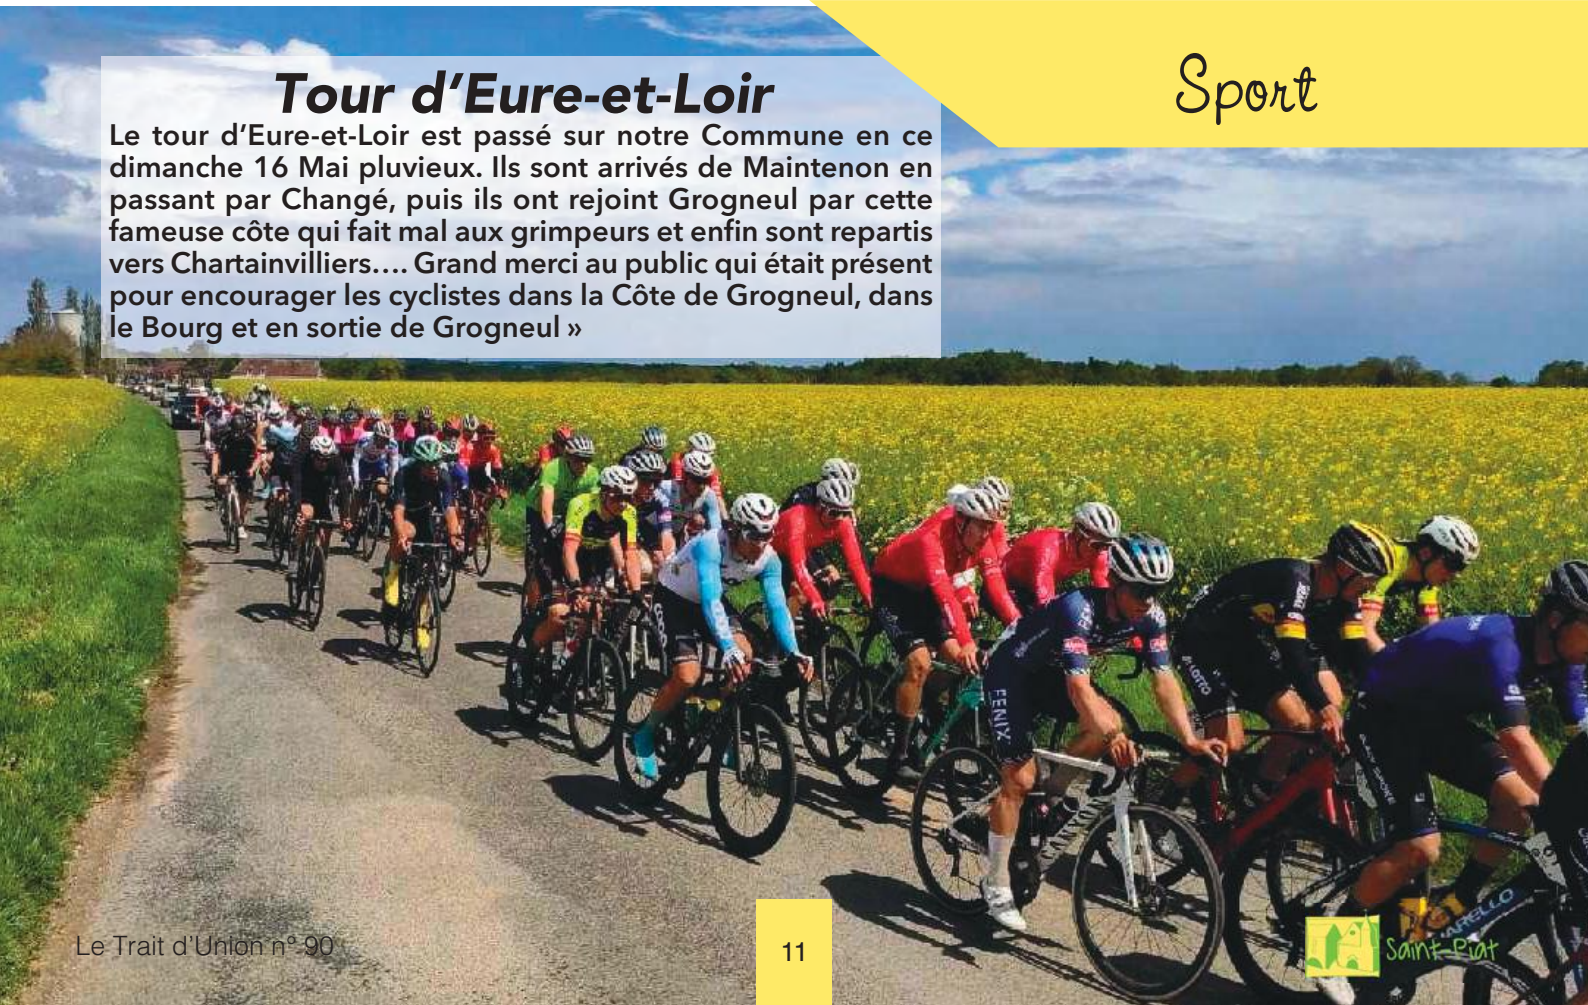 Sport
Tour d'Eure-et-Loir
Le tour d'Eure-et-Loir est passé sur notre Commune en ce
dimanche 16 Mai pluvieux. Ils sont arrivés de Maintenon en
passant par Changé, puis ils ont rejoint Grogneul par cette
fameuse côte qui fait mal aux grimpeurs et enfin sont repartis
vers Chartainvilliers…. Grand merci au public qui était présent
pour encourager les cyclistes dans la Côte de Grogneul, dans
le Bourg et en sortie de Grogneul »
FENIX
LOTTO
CANYON
Le Trait d'Union n° 90
11
Saint-Piat